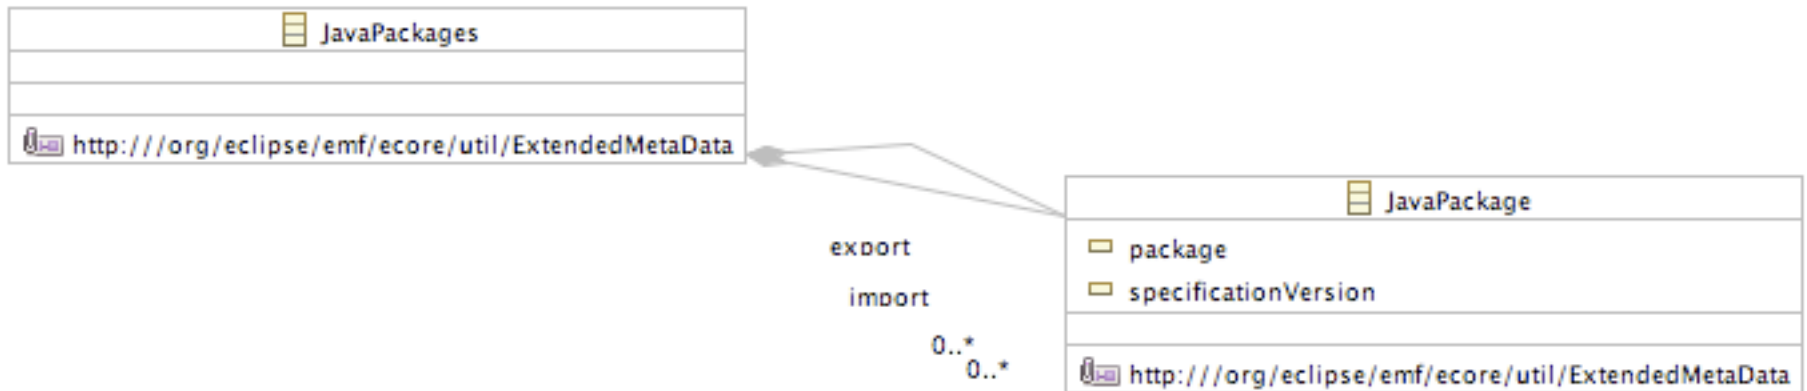 JavaPackages
http:///org/eclipse/emf/ecore/util/ExtendedMetaData
JavaPackage
package
specificationVersion
http:///org/eclipse/emf/ecore/util/ExtendedMetaData
export
import
0..*
0..*